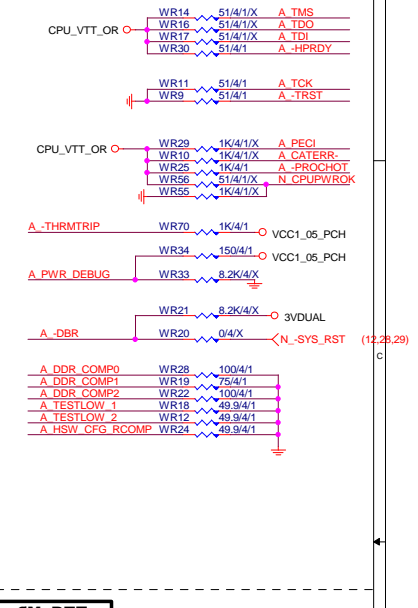 WR14 51/4/1/X A_TMS
CPU_VTT_OR WR16 51/4/1/X A_TDO
WR17 51/4/1/X A_TDI
WR30 51/4/1 A_-HPRDY
WR11 51/4/1 A_TCK
WR9 51/4/1 A_-TRST
CPU_VTT_OR WR29 1K/4/1/X A_PECI
WR10 1K/4/1/X A_CATERR-
WR25 1K/4/1 A_-PROCHOT
WR56 51/4/1/X N_CPUPWROK
WR55 1K/4/1/X
A_-THRMTRIP WR70 1K/4/1 VCC1_05_PCH
WR34 150/4/1 VCC1_05_PCH
A_PWR_DEBUG WR33 8.2K/4/X
WR21 8.2K/4/X 3VDUAL
A_-DBR WR20 0/4/X N_-SYS_RST (12,28,29)
C
A_DDR_COMP0 WR28 100/4/1
A_DDR_COMP1 WR19 75/4/1
A_DDR_COMP2 WR22 100/4/1
A_TESTLOW_1 WR18 49.9/4/1
A_TESTLOW_2 WR12 49.9/4/1
A_HSW_CFG_RCOMP WR24 49.9/4/1